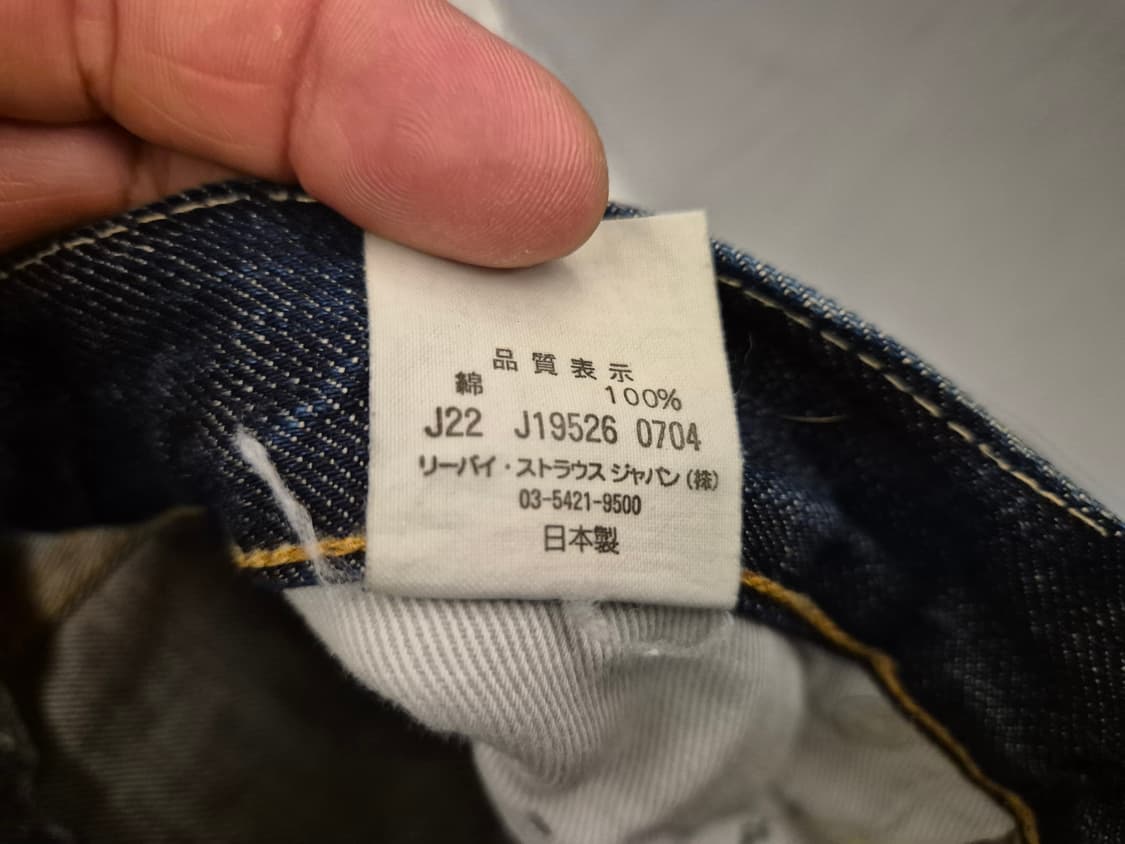 品質表示
綿 100%
J22 J19526 0704
リーバイ・ストラウス ジャパン(株)
03-5421-9500
日本製